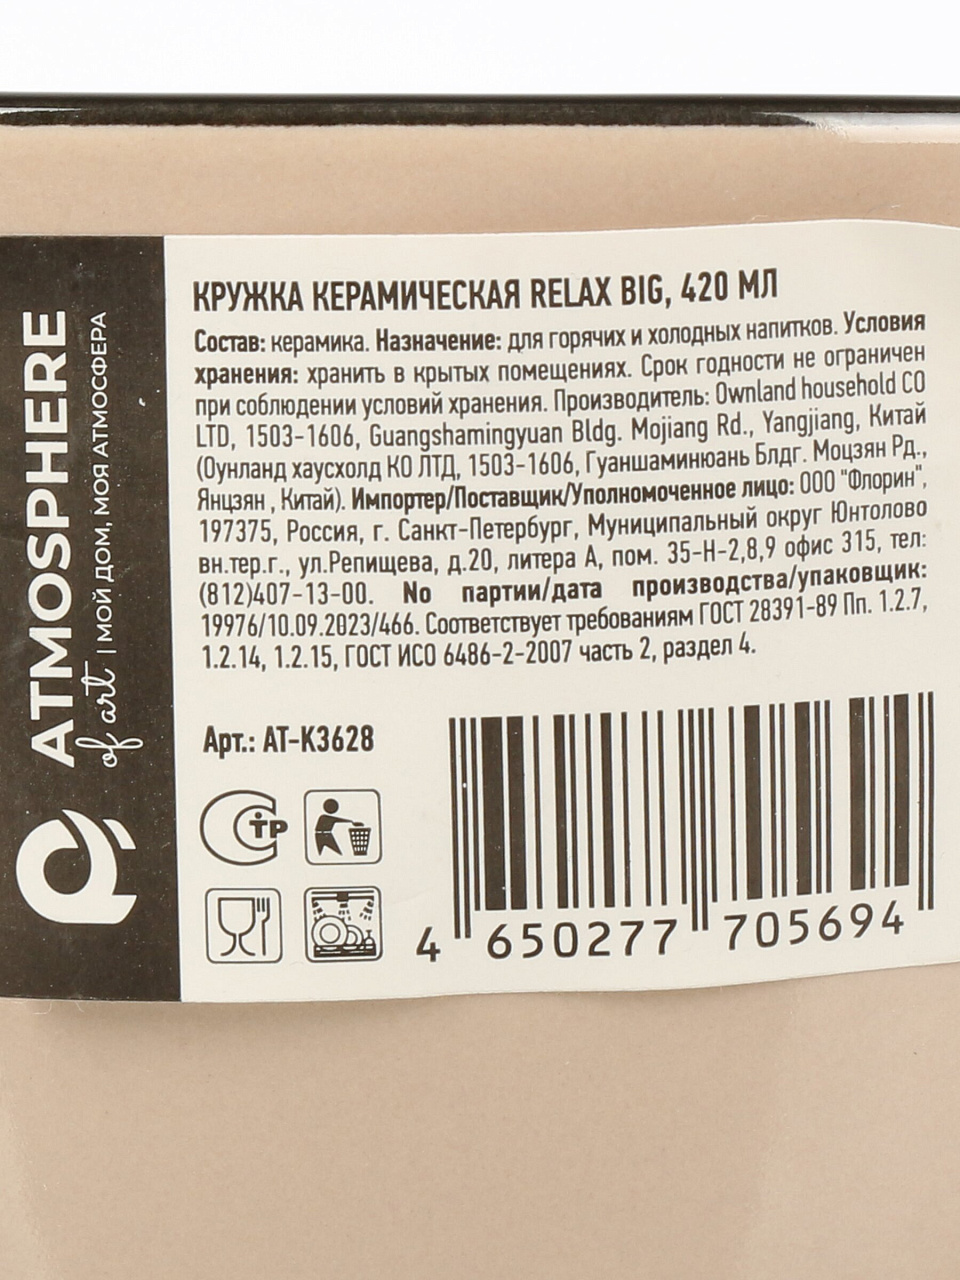 ATMOSPHERE
of art | МОЙ ДОМ, МОЯ АТМОСФЕРА
КРУЖКА КЕРАМИЧЕСКАЯ RELAX BIG, 420 МЛ
Состав: керамика. Назначение: для горячих и холодных напитков. Условия
хранения: хранить в крытых помещениях. Срок годности не ограничен
при соблюдении условий хранения. Производитель: Ownland household CO
LTD, 1503-1606, Guangshamingyuan Bldg. Mojiang Rd., Yangjiang, Китай
(Оунланд хаусхолд КО ЛТД, 1503-1606, Гуаншаминюань Блдг. Моцзян Рд.,
Янцзян , Китай). Импортер/Поставщик/Уполномоченное лицо: ООО "Флорин",
197375, Россия, г. Санкт-Петербург, Муниципальный округ Юнтолово
вн.тер.г., ул.Репищева, д.20, литера А, пом. 35-Н-2,8,9 офис 315, тел:
(812)407-13-00. No партии/дата производства/упаковщик:
19976/10.09.2023/466. Соответствует требованиям ГОСТ 28391-89 Пп. 1.2.7,
1.2.14, 1.2.15, ГОСТ ИСО 6486-2-2007 часть 2, раздел 4.
Арт.: AT-K3628
СТР
4 650277 705694